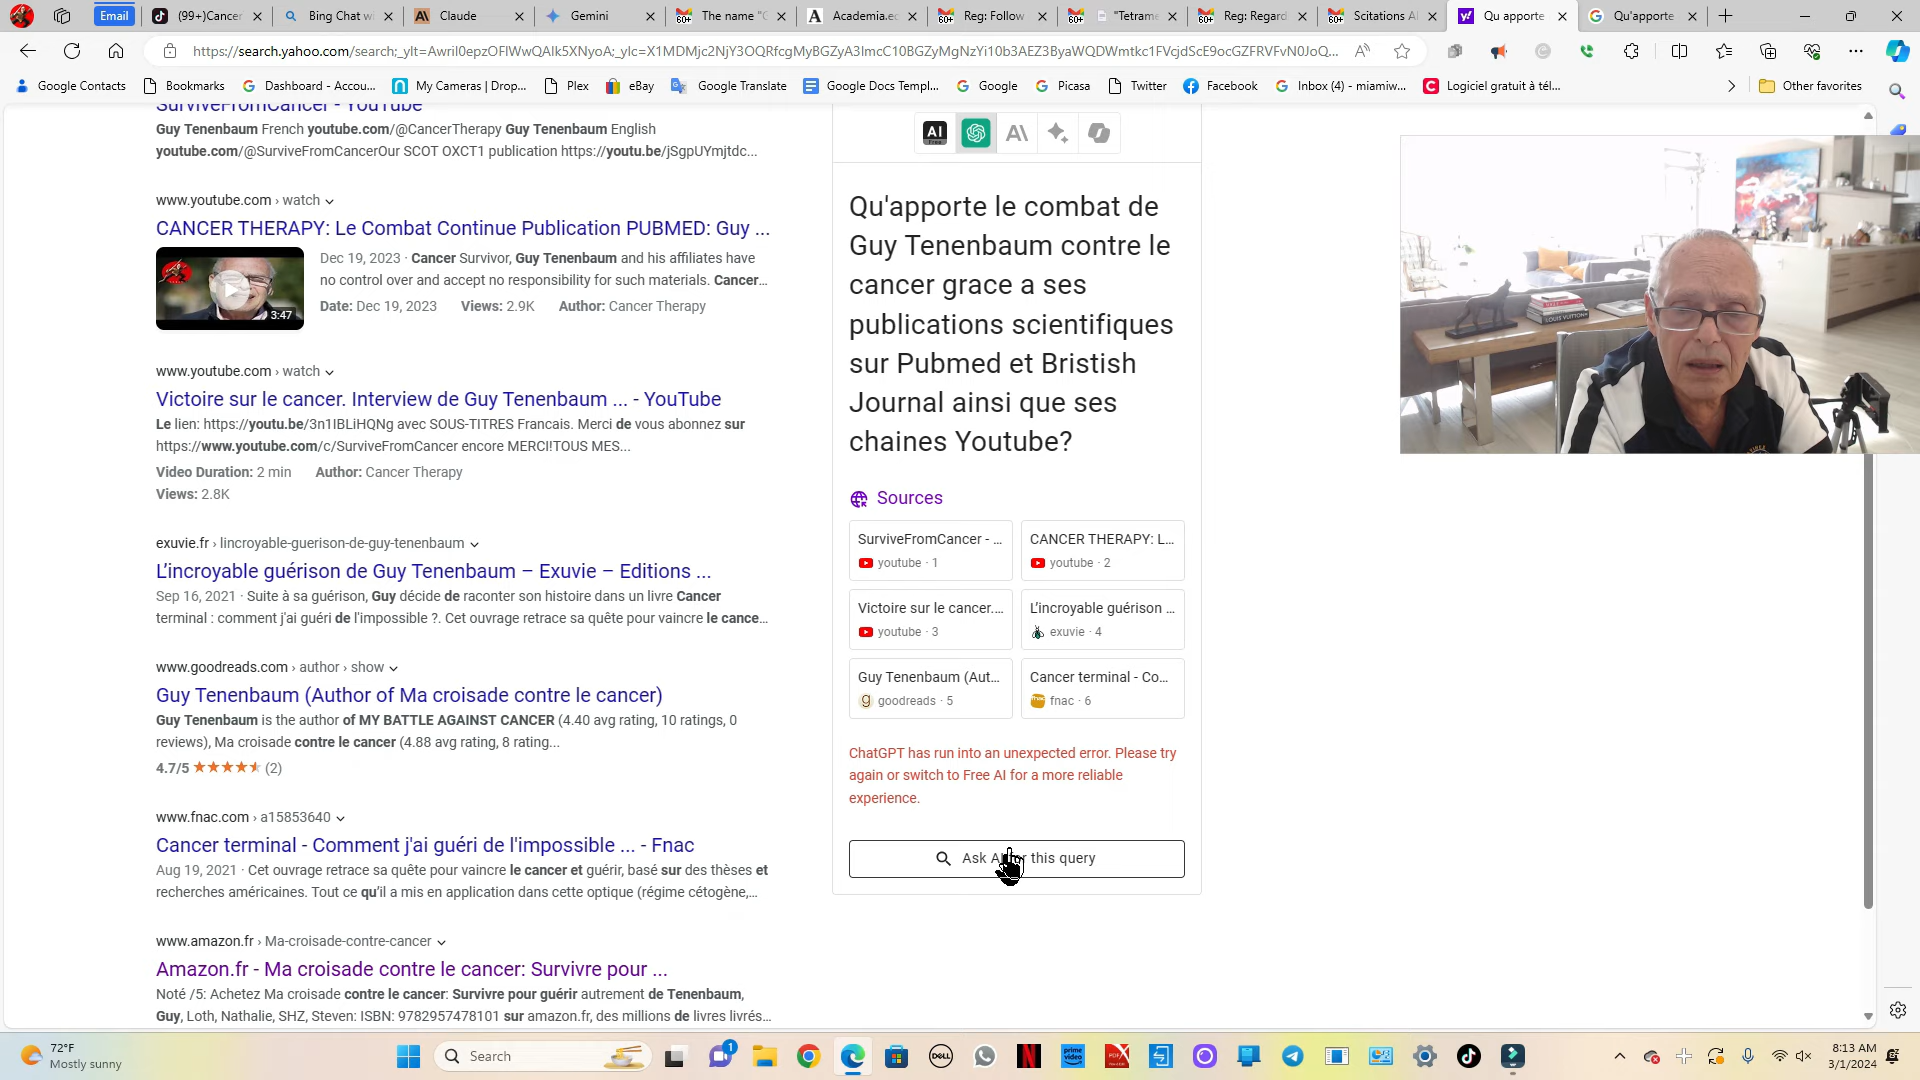 Email
(99+)Cancer
Bing Chat wi
Claude
Gemini
The name "C
Academia.ec
Reg: Follow
"Tetrame
Reg: Regard
Scitations Al
Qu apporte
Qu'apporte
https://search.yahoo.com/search;_ylt=
Google Contacts
Bookmarks
Dashboard - Accou...
My Cameras | Drop...
Plex
eBay
Google Translate
Google Docs Templ...
Google
Picasa
Twitter
Facebook
Inbox (4) - miamiw...
Logiciel gratuit à tél...
Other favorites
SurviveFromCancer - YouTube
Guy Tenenbaum French youtube.com/@CancerTherapy Guy Tenenbaum English
youtube.com/@SurviveFromCancerOur SCOT OXCT1 publication https://youtu.be/jSgpUYmjtdc...
www.youtube.com › watch
CANCER THERAPY: Le Combat Continue Publication PUBMED: Guy ...
3:47
Dec 19, 2023 · Cancer Survivor, Guy Tenenbaum and his affiliates have
no control over and accept no responsibility for such materials. Cancer...
Date: Dec 19, 2023 Views: 2.9K Author: Cancer Therapy
www.youtube.com › watch
Victoire sur le cancer. Interview de Guy Tenenbaum ... - YouTube
Le lien: https://youtu.be/3n1IBLiHQNg avec SOUS-TITRES Francais. Merci de vous abonnez sur
https://www.youtube.com/c/SurviveFromCancer encore MERCI!TOUS MES...
Video Duration: 2 min Author: Cancer Therapy
Views: 2.8K
exuvie.fr › lincroyable-guerison-de-guy-tenenbaum
L'incroyable guérison de Guy Tenenbaum – Exuvie – Editions ...
Sep 16, 2021 · Suite à sa guérison, Guy décide de raconter son histoire dans un livre Cancer
terminal : comment j'ai guéri de l'impossible ?. Cet ouvrage retrace sa quête pour vaincre le cance...
www.goodreads.com › author › show
Guy Tenenbaum (Author of Ma croisade contre le cancer)
Guy Tenenbaum is the author of MY BATTLE AGAINST CANCER (4.40 avg rating, 10 ratings, 0
reviews), Ma croisade contre le cancer (4.88 avg rating, 8 rating...
4.7/5 (2)
www.fnac.com › a15853640
Cancer terminal - Comment j'ai guéri de l'impossible ... - Fnac
Aug 19, 2021 · Cet ouvrage retrace sa quête pour vaincre le cancer et guérir, basé sur des thèses et
recherches américaines. Tout ce qu'il a mis en application dans cette optique (régime cétogène,...
www.amazon.fr › Ma-croisade-contre-cancer
Amazon.fr - Ma croisade contre le cancer: Survivre pour ...
Noté /5: Achetez Ma croisade contre le cancer: Survivre pour guérir autrement de Tenenbaum,
Guy, Loth, Nathalie, SHZ, Steven: ISBN: 9782957478101 sur amazon.fr, des millions de livres livrés...
AI
Free
Qu'apporte le combat de
Guy Tenenbaum contre le
cancer grace a ses
publications scientifiques
sur Pubmed et Bristish
Journal ainsi que ses
chaines Youtube?
Sources
SurviveFromCancer - ...
youtube · 1
CANCER THERAPY: L...
youtube · 2
Victoire sur le cancer....
youtube · 3
L'incroyable guérison ...
exuvie · 4
Guy Tenenbaum (Aut...
goodreads · 5
Cancer terminal - Co...
fnac · 6
ChatGPT has run into an unexpected error. Please try
again or switch to Free AI for a more reliable
experience.
Ask AI for this query
LOUIS VUITTON
72°F
Mostly sunny
Search
1
DELL
prime video
8:13 AM
3/1/2024